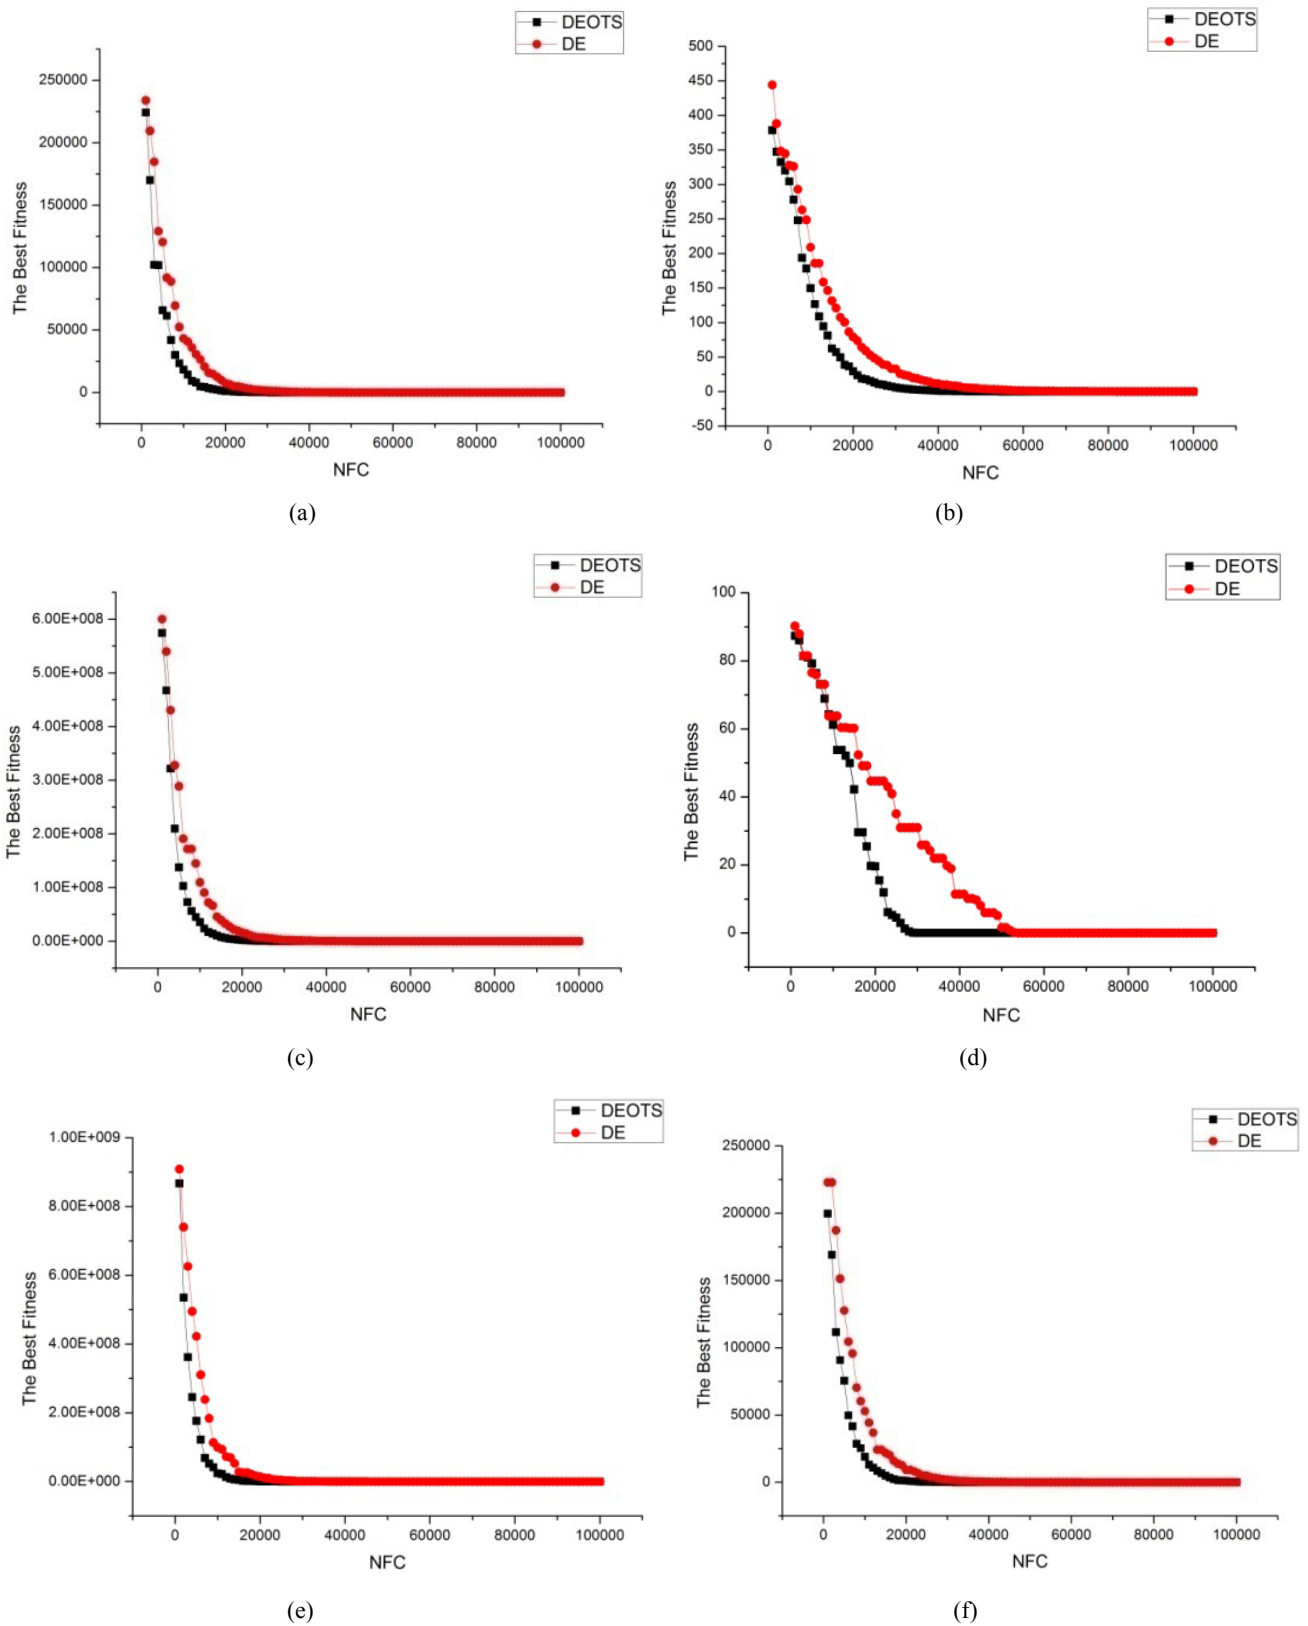 DEOTS
DE
250000
200000
150000
100000
50000
0
The Best Fitness
0 20000 40000 60000 80000 100000
NFC
(a)
DEOTS
DE
500
450
400
350
300
250
200
150
100
50
0
-50
The Best Fitness
0 20000 40000 60000 80000 100000
NFC
(b)
DEOTS
DE
6.00E+008
5.00E+008
4.00E+008
3.00E+008
2.00E+008
1.00E+008
0.00E+000
The Best Fitness
0 20000 40000 60000 80000 100000
NFC
(c)
DEOTS
DE
100
80
60
40
20
0
The Best Fitness
0 20000 40000 60000 80000 100000
NFC
(d)
DEOTS
DE
1.00E+009
8.00E+008
6.00E+008
4.00E+008
2.00E+008
0.00E+000
The Best Fitness
0 20000 40000 60000 80000 100000
NFC
(e)
DEOTS
DE
250000
200000
150000
100000
50000
0
The Best Fitness
0 20000 40000 60000 80000 100000
NFC
(f)